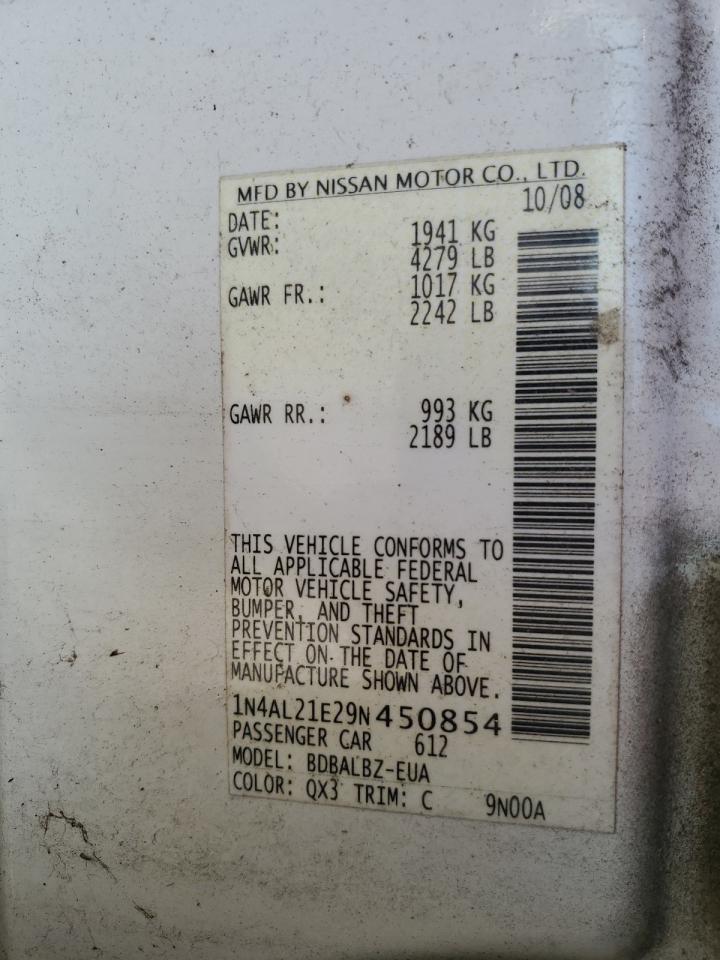 MFD BY NISSAN MOTOR CO., LTD.
DATE: 10/08
GVWR: 1941 KG
4279 LB
GAWR FR.: 1017 KG
2242 LB
GAWR RR.: 993 KG
2189 LB
THIS VEHICLE CONFORMS TO
ALL APPLICABLE FEDERAL
MOTOR VEHICLE SAFETY,
BUMPER, AND THEFT
PREVENTION STANDARDS IN
EFFECT ON THE DATE OF
MANUFACTURE SHOWN ABOVE.
1N4AL21E29N450854
PASSENGER CAR 612
MODEL: BDBALBZ-EUA
COLOR: QX3 TRIM: C 9N00A